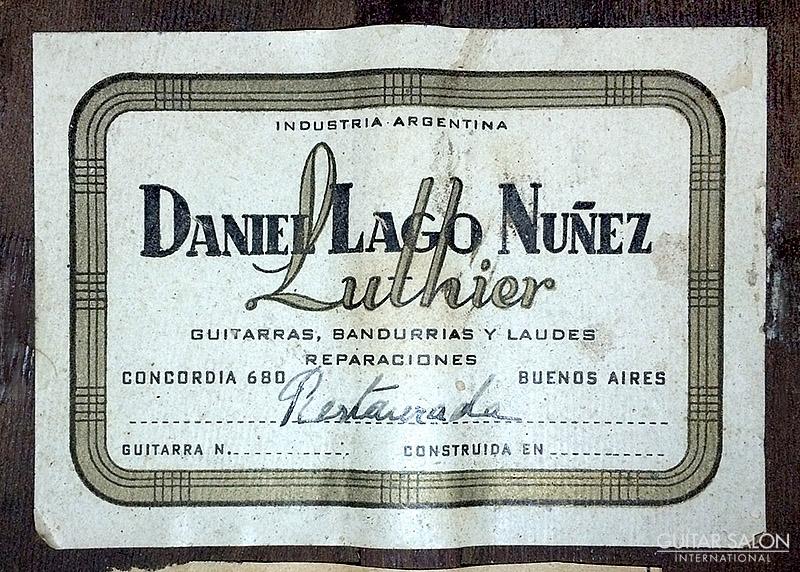 INDUSTRIA-ARGENTINA
DANIEL LAGO NUÑEZ
Luthier
GUITARRAS, BANDURRIAS Y LAUDES
REPARACIONES
CONCORDIA 680 BUENOS AIRES
Restaurada
GUITARRA N. CONSTRUIDA EN
GUITAR SALON
INTERNATIONAL